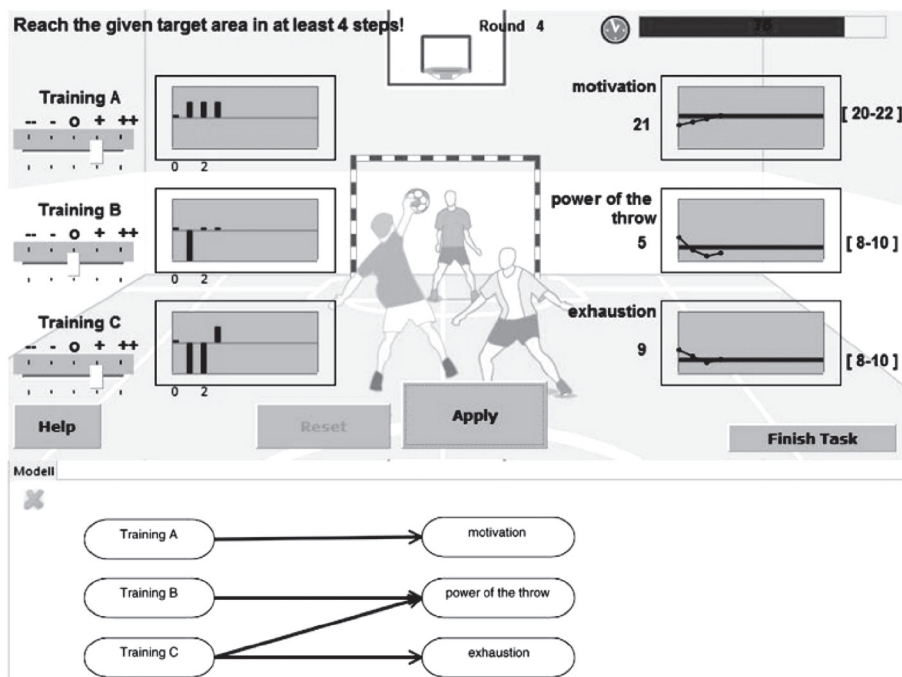 Reach the given target area in at least 4 steps!
Round 4
78
Training A
-- - o + ++
0 2
motivation
21
[ 20-22 ]
Training B
-- - o + ++
0 2
power of the
throw
5
[ 8-10 ]
Training C
-- - o + ++
0 2
exhaustion
9
[ 8-10 ]
Help
Reset
Apply
Finish Task
Modell
Training A
motivation
Training B
power of the throw
Training C
exhaustion